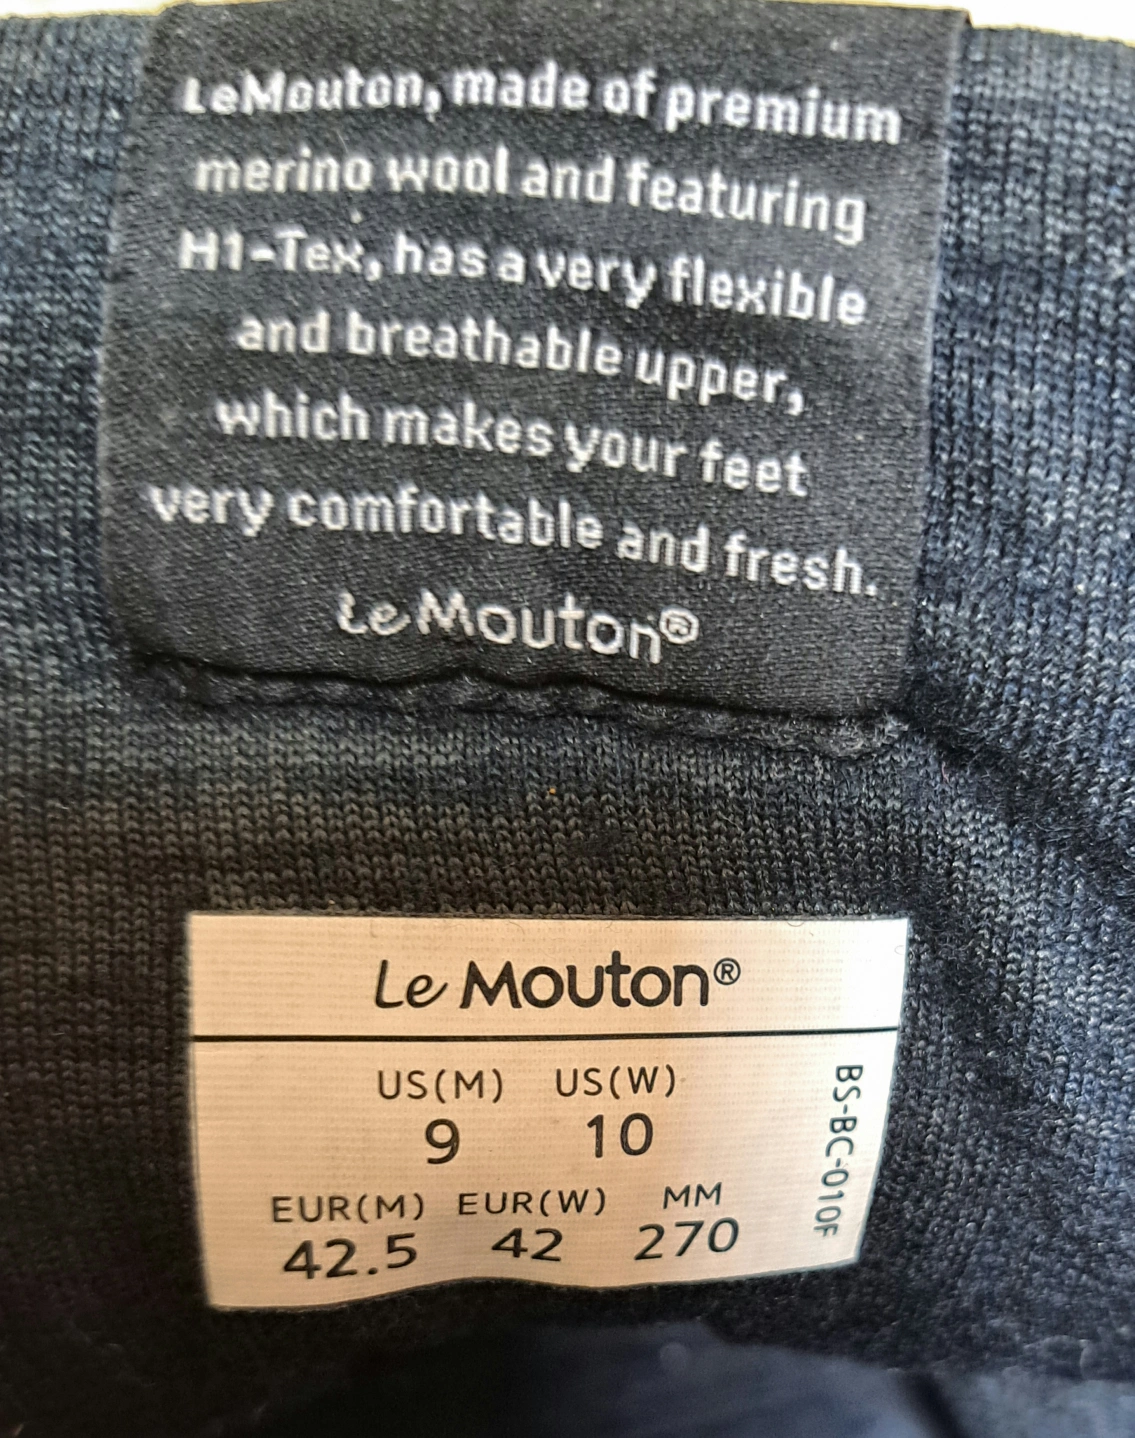 LeMouton, made of premium
merino wool and featuring
H1-Tex, has a very flexible
and breathable upper,
which makes your feet
very comfortable and fresh.
Le Mouton®
Le Mouton®
US(M) US(W)
9 10
EUR(M) EUR(W) MM
42.5 42 270
BS-BC-010F